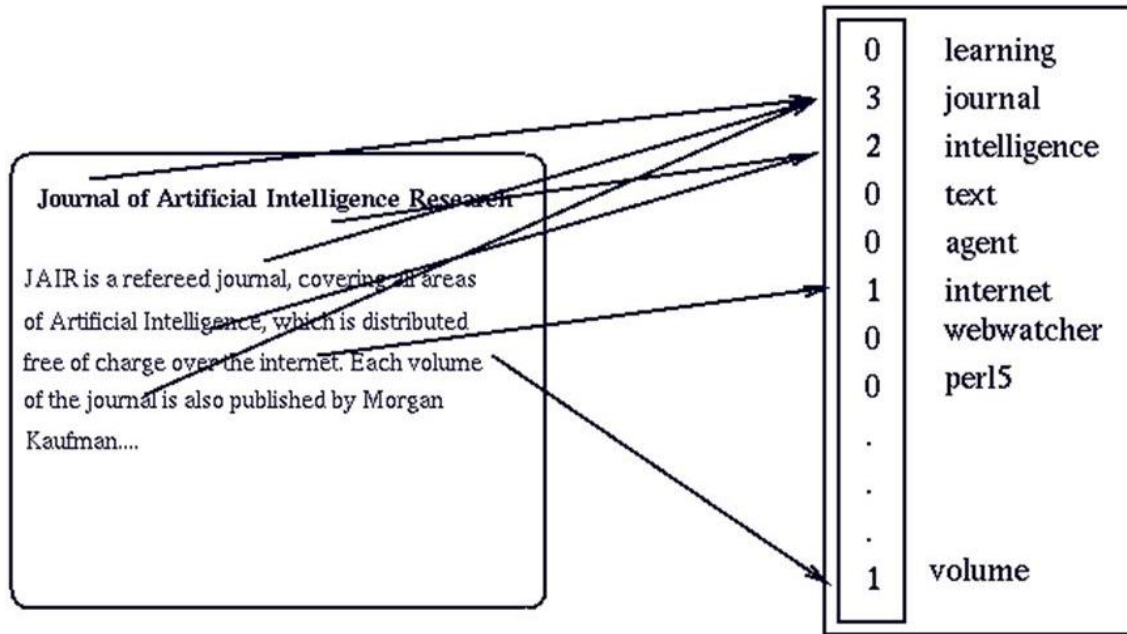 Journal of Artificial Intelligence Research
JAIR is a refereed journal, covering all areas
of Artificial Intelligence, which is distributed
free of charge over the internet. Each volume
of the journal is also published by Morgan
Kaufman....
0 learning
3 journal
2 intelligence
0 text
0 agent
1 internet
0 webwatcher
0 perl5
.
.
.
1 volume